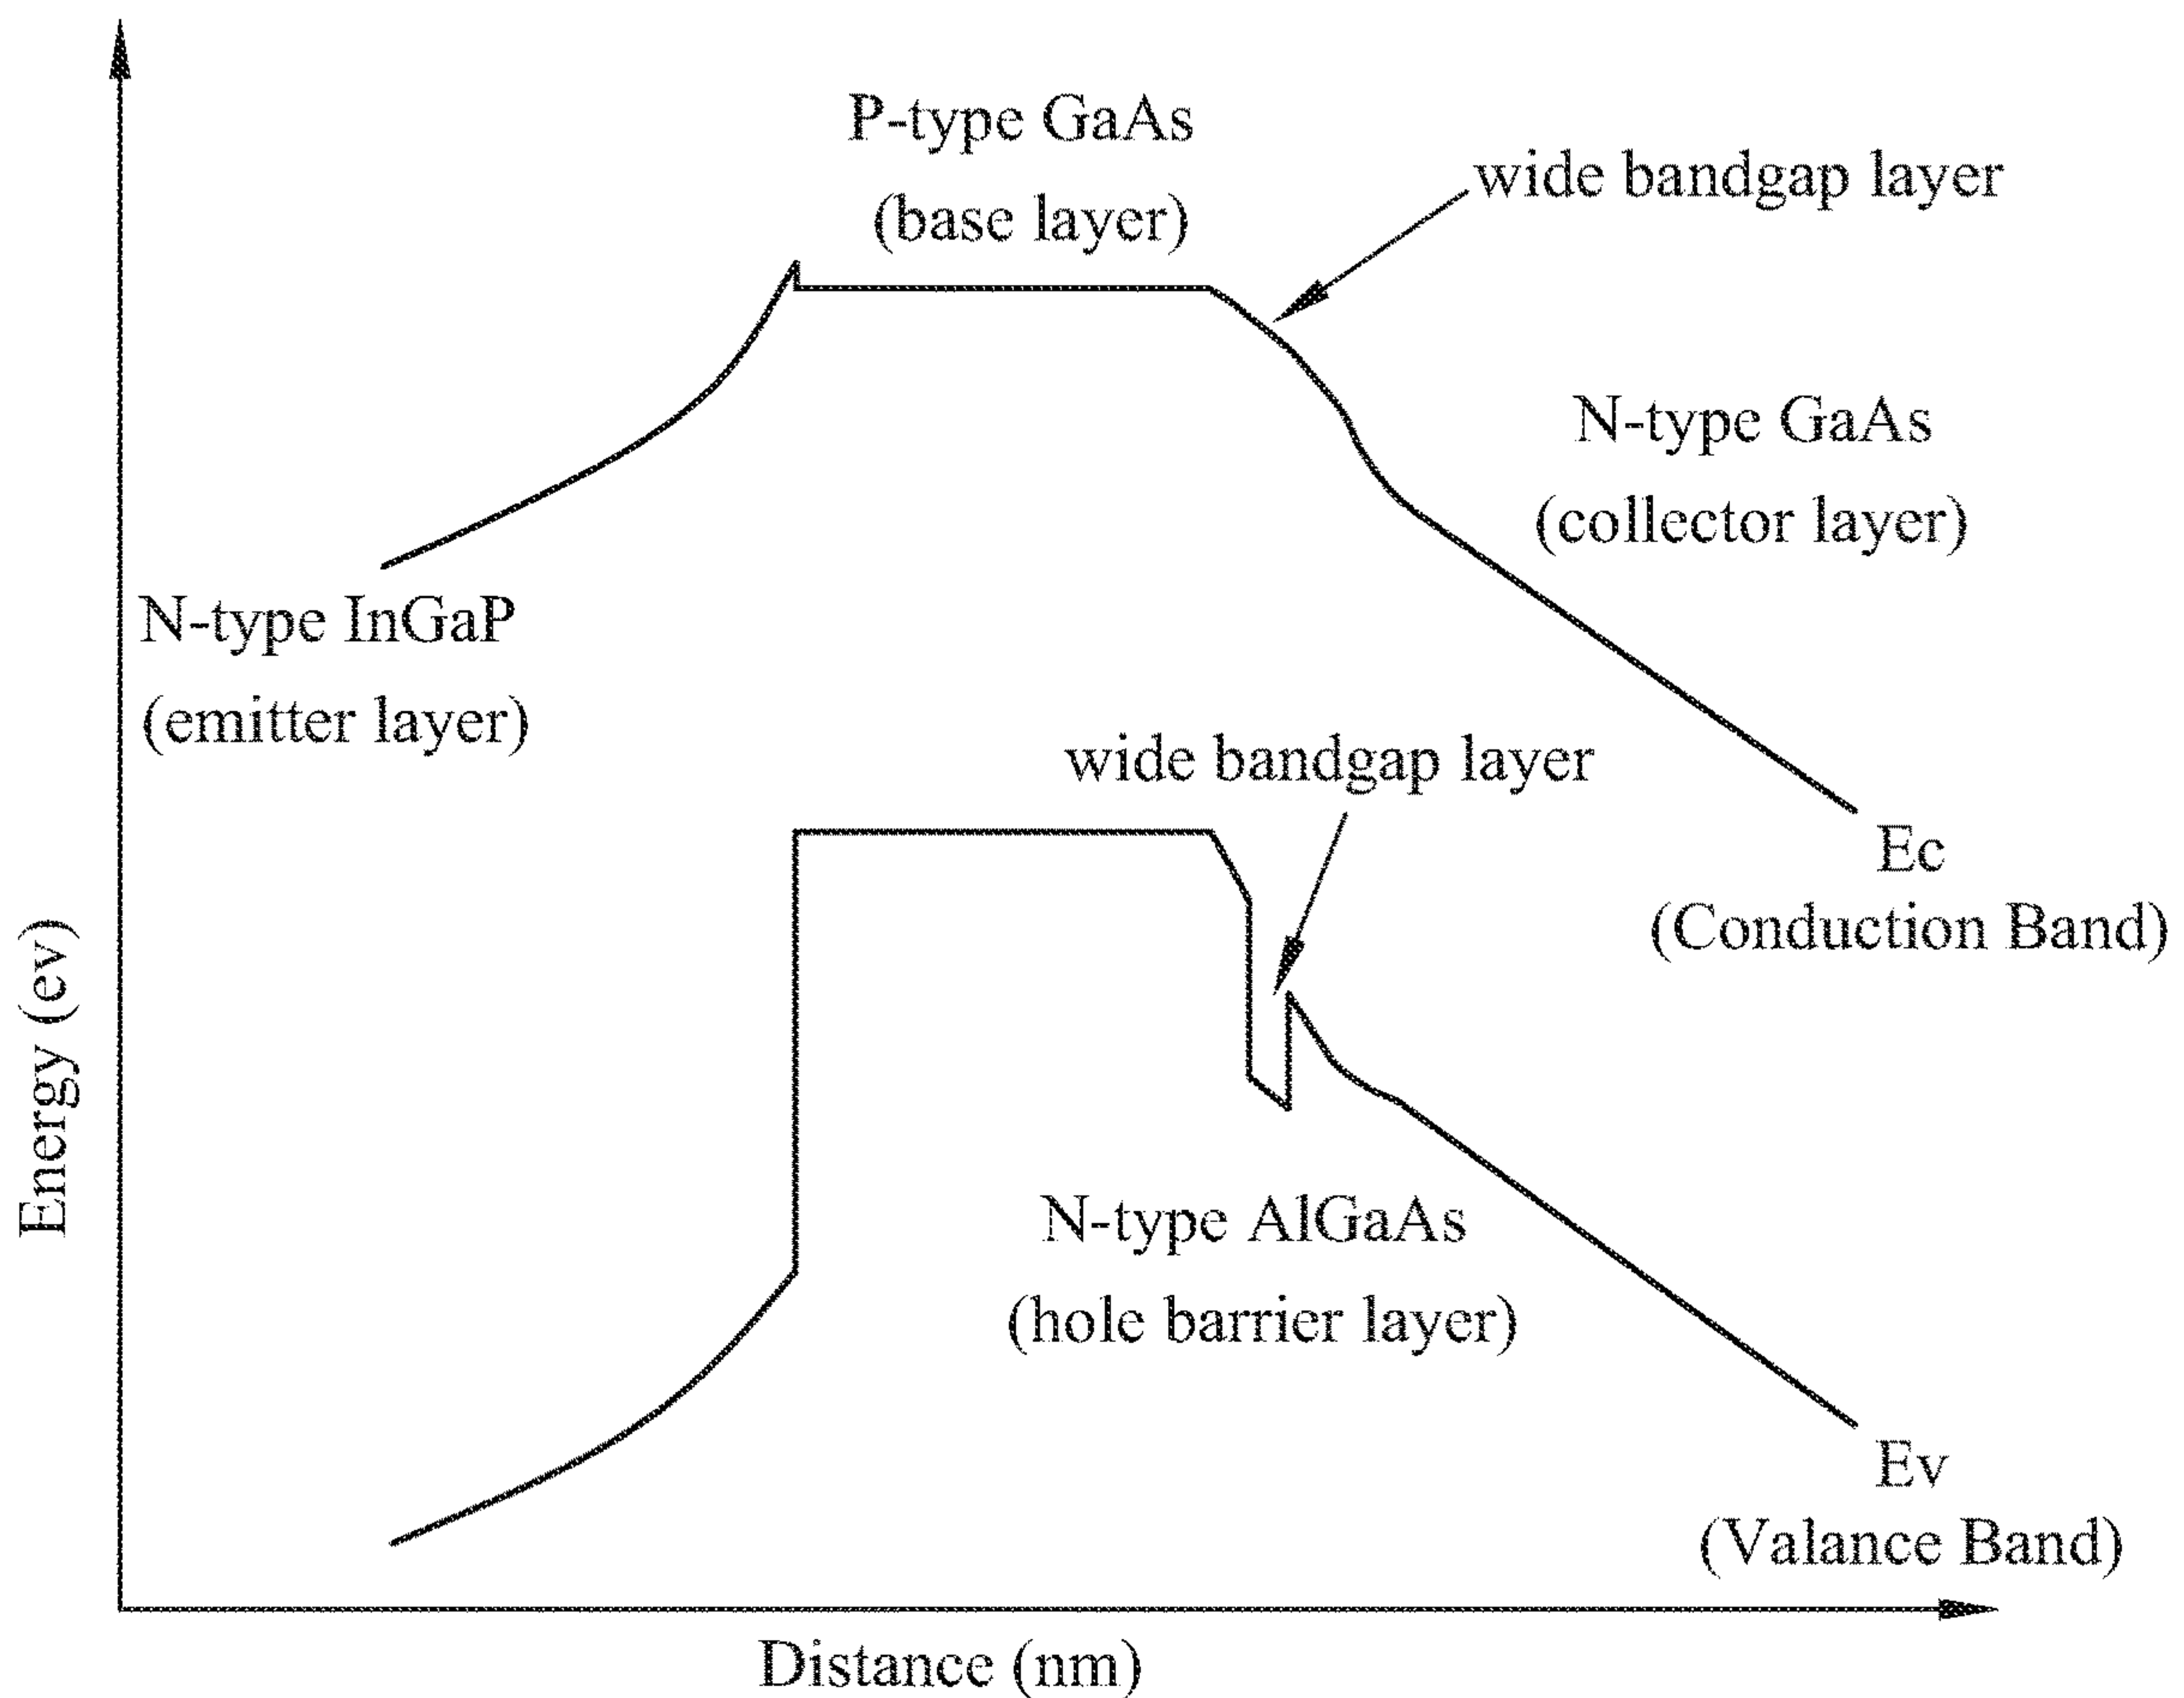 P-type GaAs
(base layer)
wide bandgap layer
N-type GaAs
(collector layer)
N-type InGaP
(emitter layer)
wide bandgap layer
Ec
(Conduction Band)
Energy (ev)
N-type AlGaAs
(hole barrier layer)
Ev
(Valance Band)
Distance (nm)